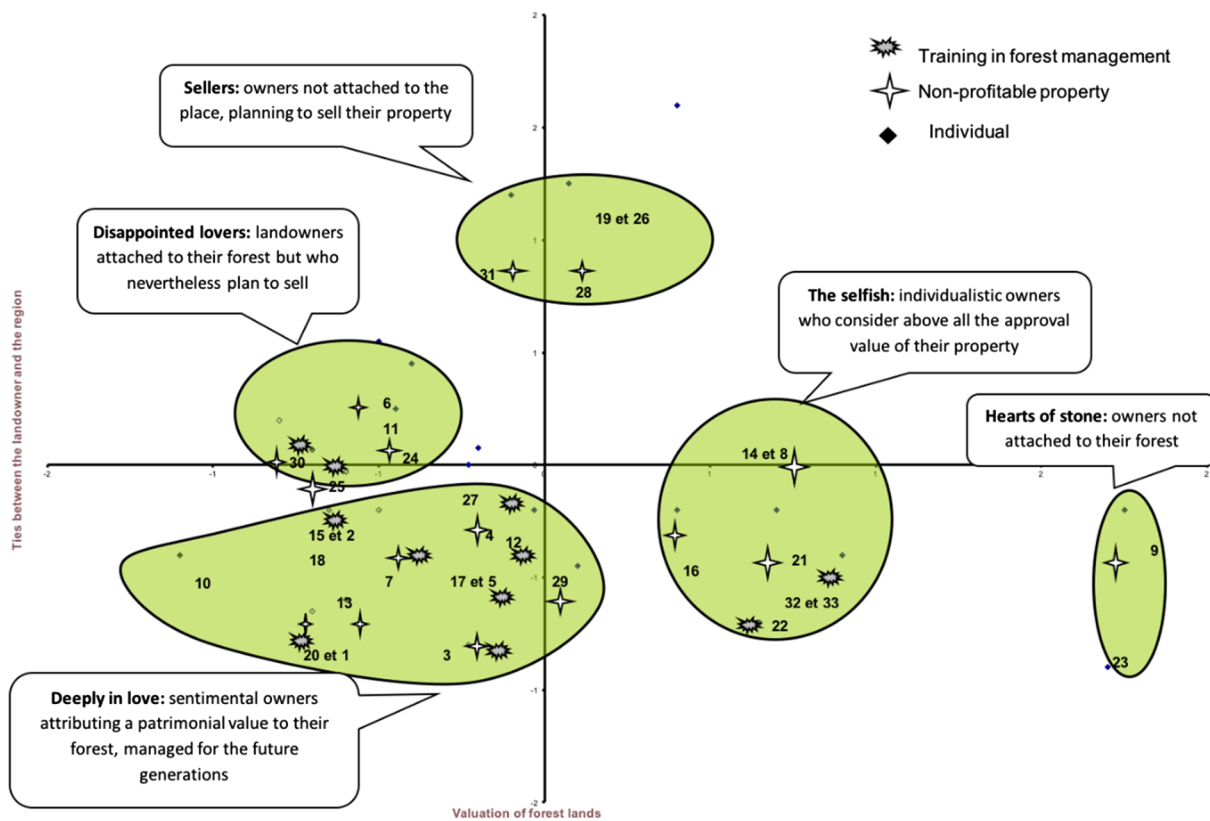 2
Training in forest management
Sellers: owners not attached to the
place, planning to sell their property
Non-profitable property
2
Individual
19 et 26
Disappointed lovers: landowners
attached to their forest but who
nevertheless plan to sell
1
31
28
The selfish: individualistic owners
who consider above all the approval
value of their property
1
6
11
Hearts of stone: owners not
attached to their forest
24
30
14 et 8
-2
-1
-1
0
1
1
2
2
25
27
4
15 et 2
12
9
18
21
10
7
17 et 5
-1
29
16
13
32 et 33
22
20 et 1
3
23
-1
Deeply in love: sentimental owners
attributing a patrimonial value to their
forest, managed for the future
generations
-2
Valuation of forest lands
Ties between the landowner and the region